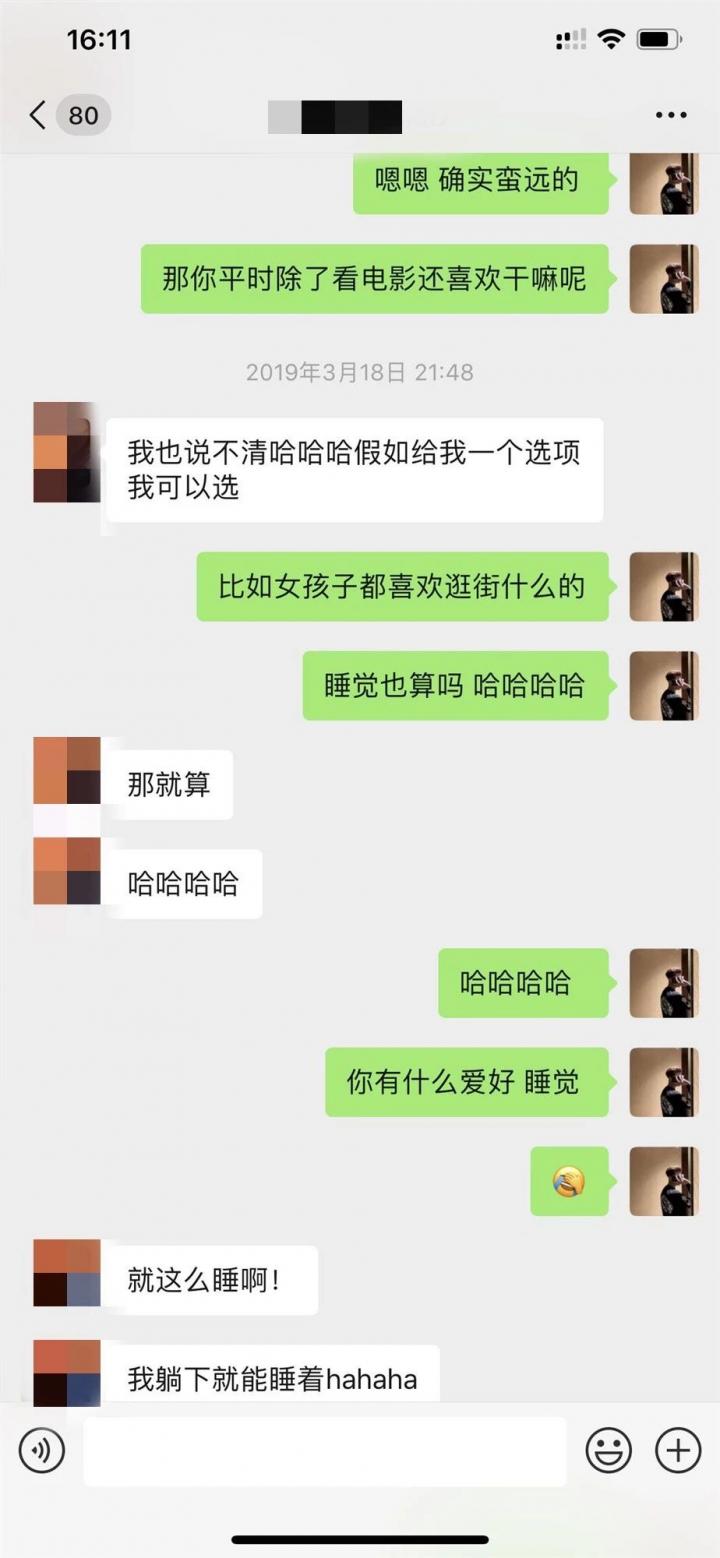 16:11
80
嗯嗯 确实蛮远的
那你平时除了看电影还喜欢干嘛呢
2019年3月18日 21:48
我也说不清哈哈哈假如给我一个选项
我可以选
比如女孩子都喜欢逛街什么的
睡觉也算吗 哈哈哈哈
那就算
哈哈哈哈
哈哈哈哈
你有什么爱好 睡觉
就这么睡啊!
我躺下就能睡着hahaha